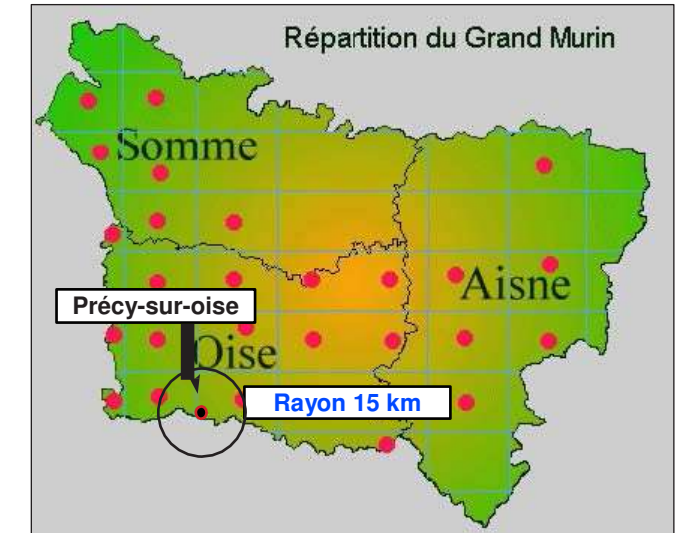 Répartition du Grand Murin
Somme
Aisne
Précy-sur-oise
Oise
Rayon 15 km